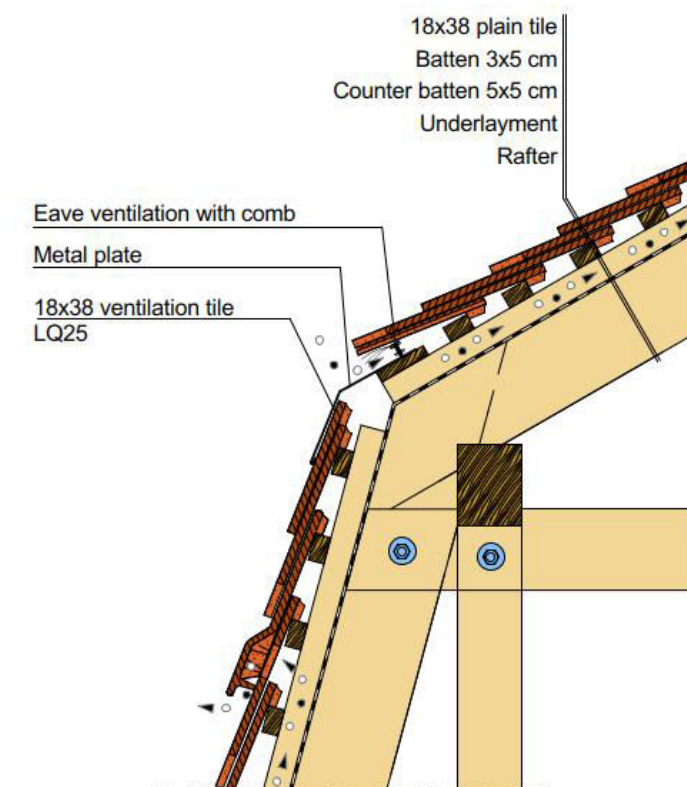 18x38 plain tile
Batten 3x5 cm
Counter batten 5x5 cm
Underlayment
Rafter
Eave ventilation with comb
Metal plate
18x38 ventilation tile
LQ25